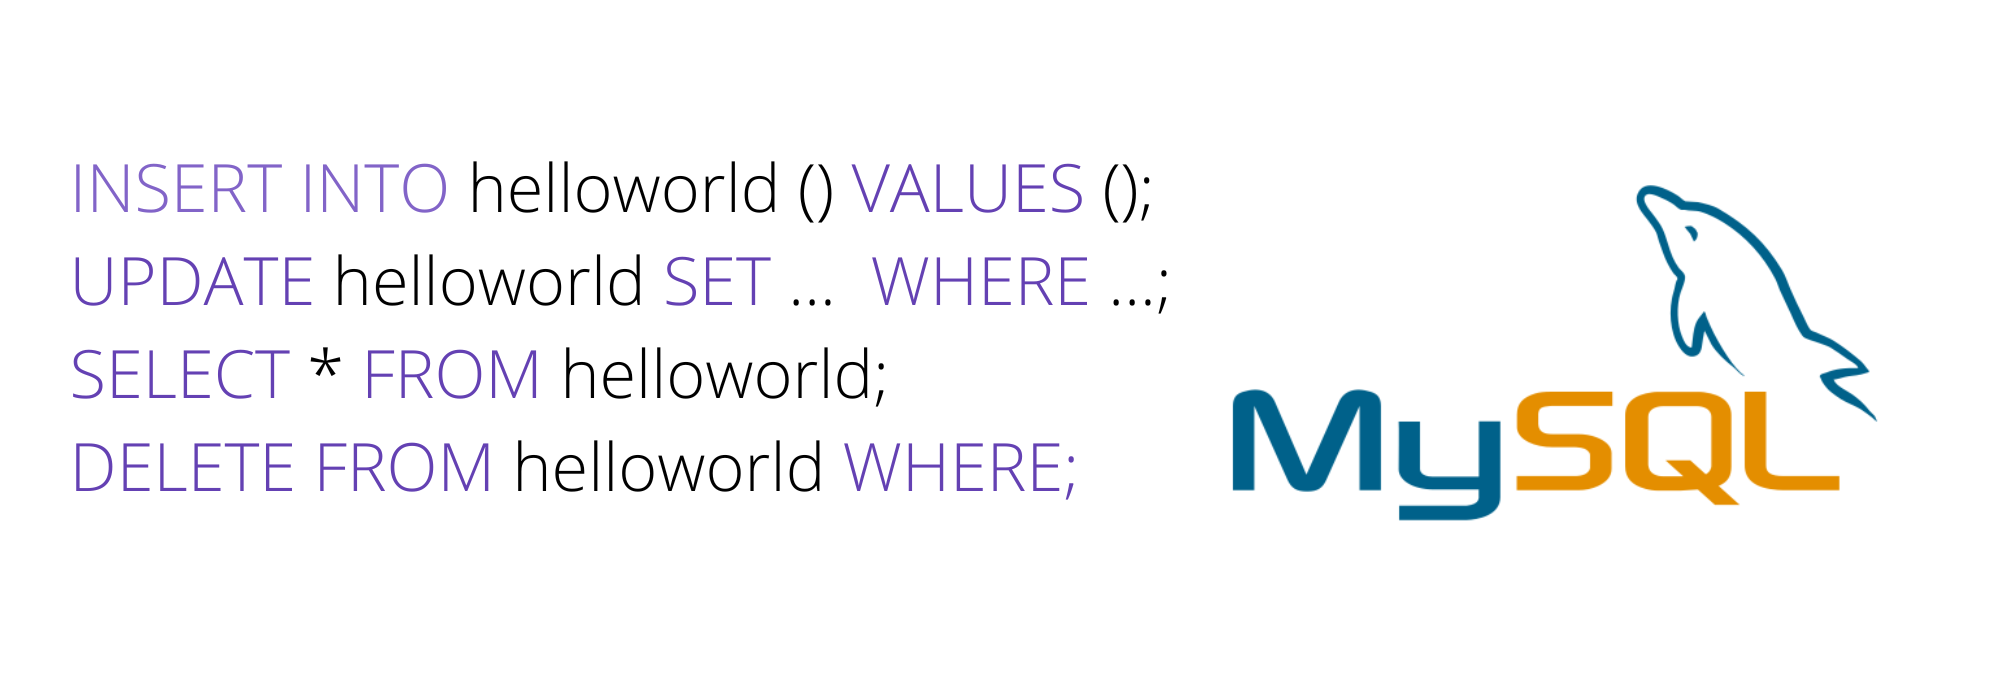 INSERT INTO helloworld () VALUES ();
UPDATE helloworld SET ...  WHERE ...;
SELECT * FROM helloworld;
DELETE FROM helloworld WHERE;
MySQL